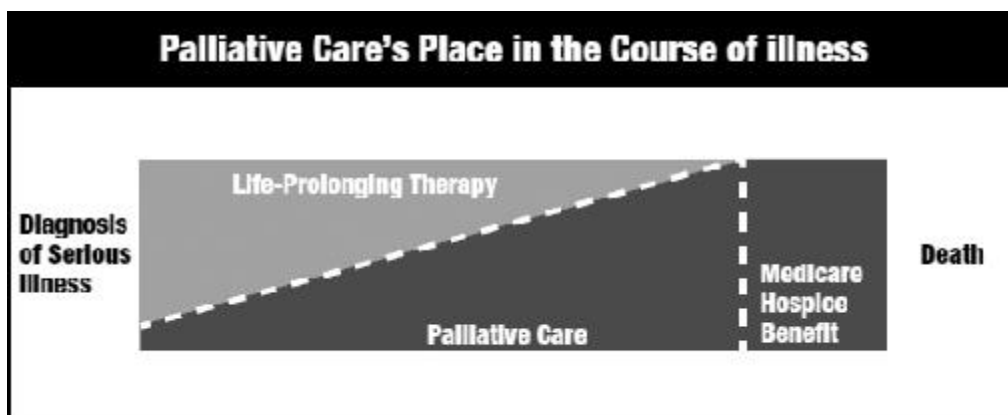 Palliative Care's Place in the Course of illness
Life-Prolonging Therapy
Diagnosis
of Serious
Illness
Palliative Care
Medicare
Hospice
Benefit
Death